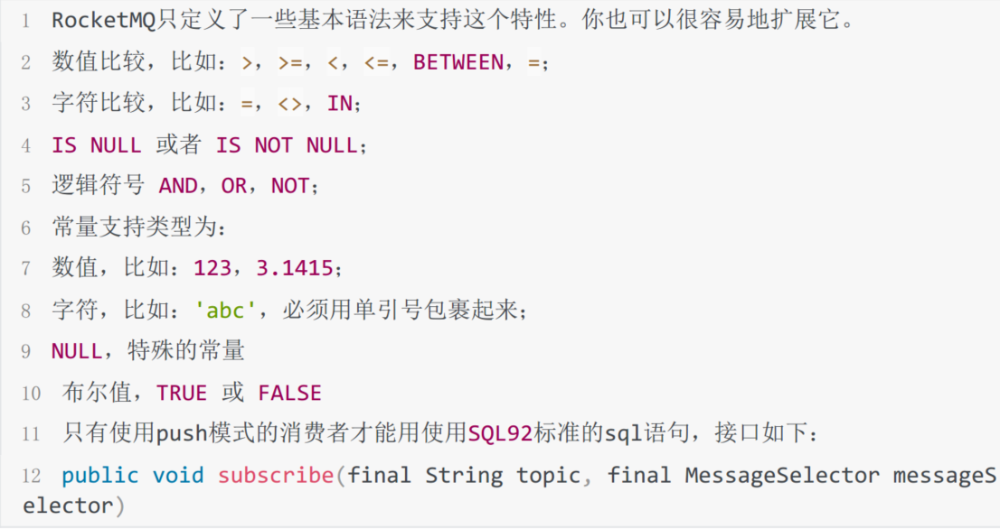 1 RocketMQ只定义了一些基本语法来支持这个特性。你也可以很容易地扩展它。
2 数值比较，比如：>，>=，<，<=，BETWEEN，=；
3 字符比较，比如：=，<>，IN；
4 IS NULL 或者 IS NOT NULL；
5 逻辑符号 AND，OR，NOT；
6 常量支持类型为：
7 数值，比如：123，3.1415；
8 字符，比如：'abc'，必须用单引号包裹起来；
9 NULL，特殊的常量
10 布尔值，TRUE 或 FALSE
11 只有使用push模式的消费者才能用使用SQL92标准的sql语句，接口如下：
12 public void subscribe(final String topic, final MessageSelector messageS
elector)